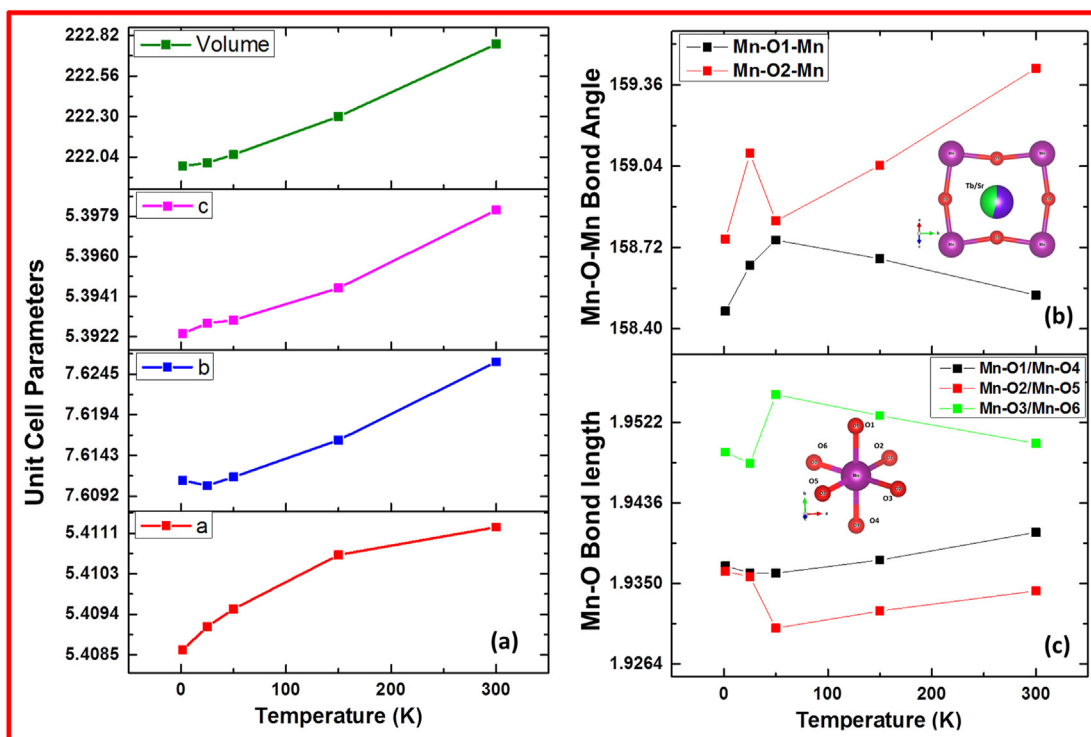 Unit Cell Parameters
222.82
222.56
222.30
222.04
Volume
5.3979
5.3960
5.3941
5.3922
c
7.6245
7.6194
7.6143
7.6092
b
5.4111
5.4103
5.4094
5.4085
a
(a)
0 100 200 300
Temperature (K)
Mn-O-Mn Bond Angle
159.36
159.04
158.72
158.40
Mn-O1-Mn
Mn-O2-Mn
Tb/Sr
(b)
Mn-O Bond length
1.9522
1.9436
1.9350
1.9264
Mn-O1/Mn-O4
Mn-O2/Mn-O5
Mn-O3/Mn-O6
O1
O6
O2
O5
O3
O4
(c)
0 100 200 300
Temperature (K)